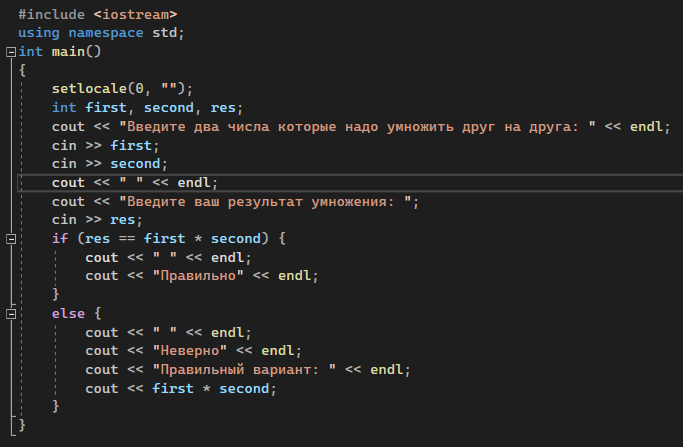 #include <iostream>
using namespace std;
int main()
{
    setlocale(0, "");
    int first, second, res;
    cout << "Введите два числа которые надо умножить друг на друга: " << endl;
    cin >> first;
    cin >> second;
    cout << " " << endl;
    cout << "Введите ваш результат умножения: ";
    cin >> res;
    if (res == first * second) {
        cout << " " << endl;
        cout << "Правильно" << endl;
    }
    else {
        cout << " " << endl;
        cout << "Неверно" << endl;
        cout << "Правильный вариант: " << endl;
        cout << first * second;
    }
}